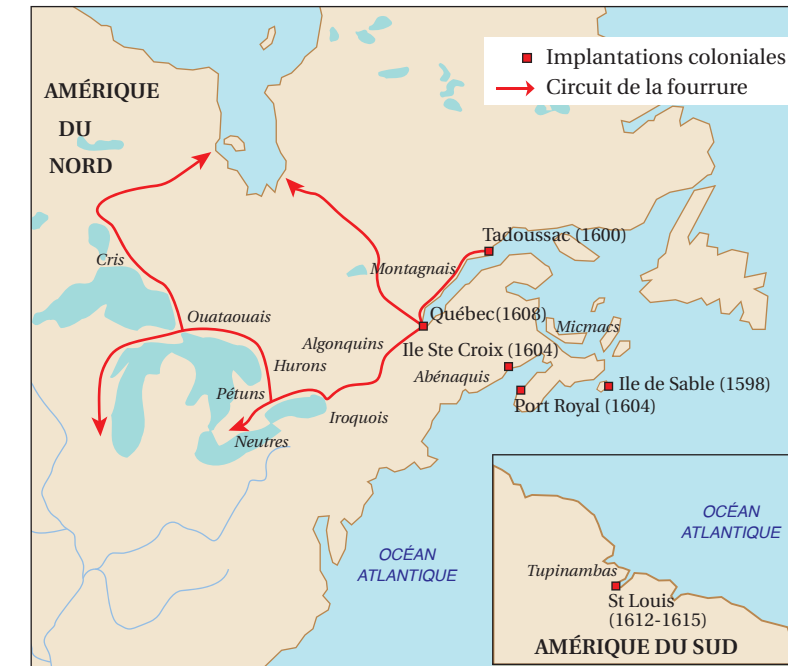 Implantations coloniales
Circuit de la fourrure
AMÉRIQUE
DU
NORD
Tadoussac (1600)
Cris
Montagnais
Ouataouais
Québec(1608)
Micmacs
Algonquins
Ile Ste Croix (1604)
Hurons
Abénaquis
Ile de Sable (1598)
Pétuns
Port Royal (1604)
Iroquois
Neutres
OCÉAN
ATLANTIQUE
OCÉAN
ATLANTIQUE
Tupinambas
St Louis
(1612-1615)
AMÉRIQUE DU SUD